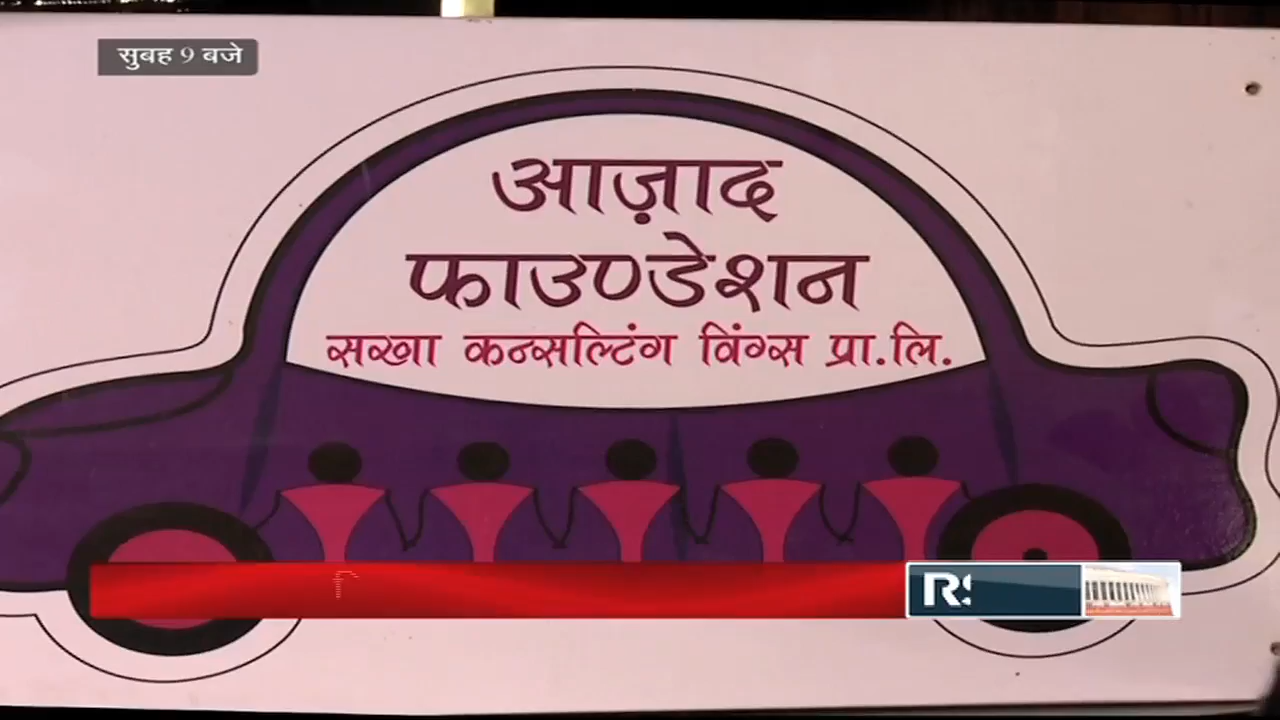 सुबह 9 बजे
आज़ाद
फाउण्डेशन
सखा कन्सल्टिंग विंग्स प्रा.लि.